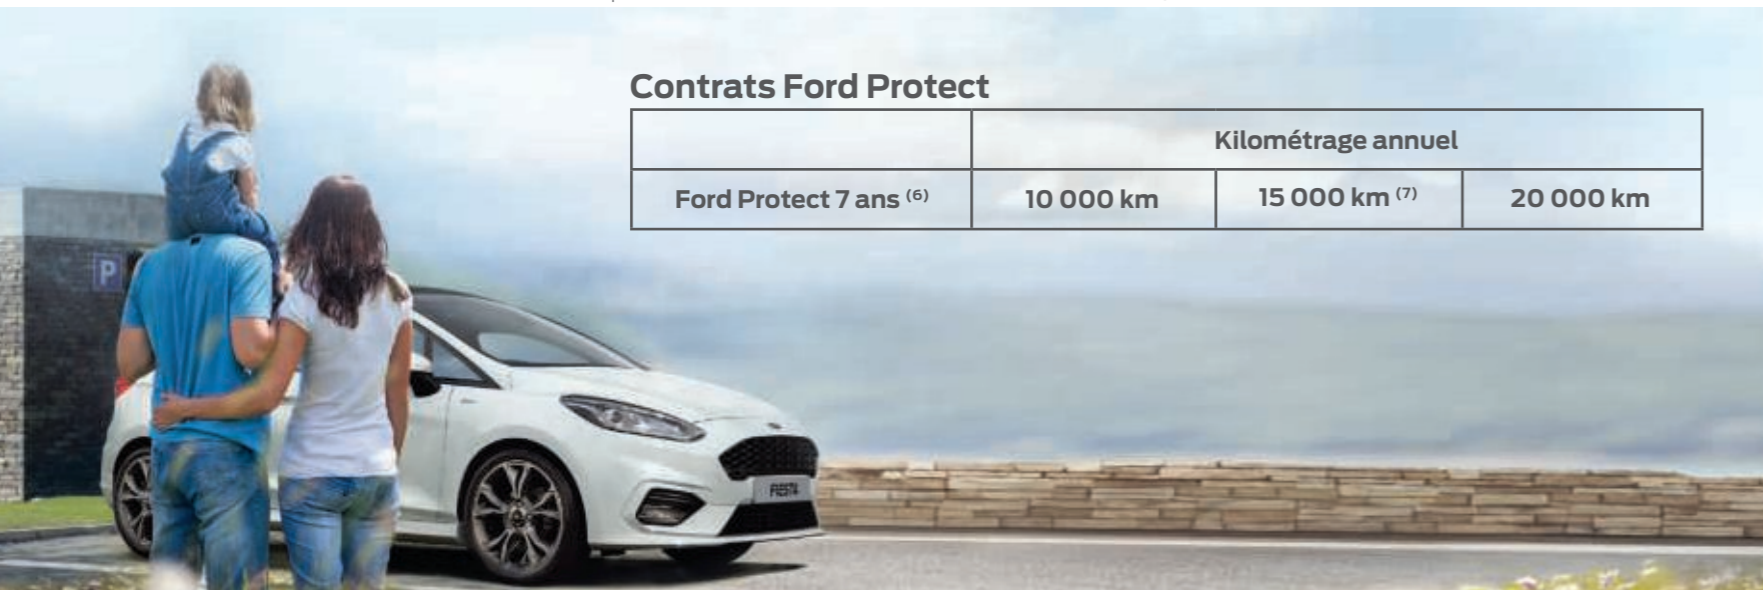 Contrats Ford Protect
Kilométrage annuel
Ford Protect 7 ans (6) 10 000 km 15 000 km (7) 20 000 km
P
FIESTA